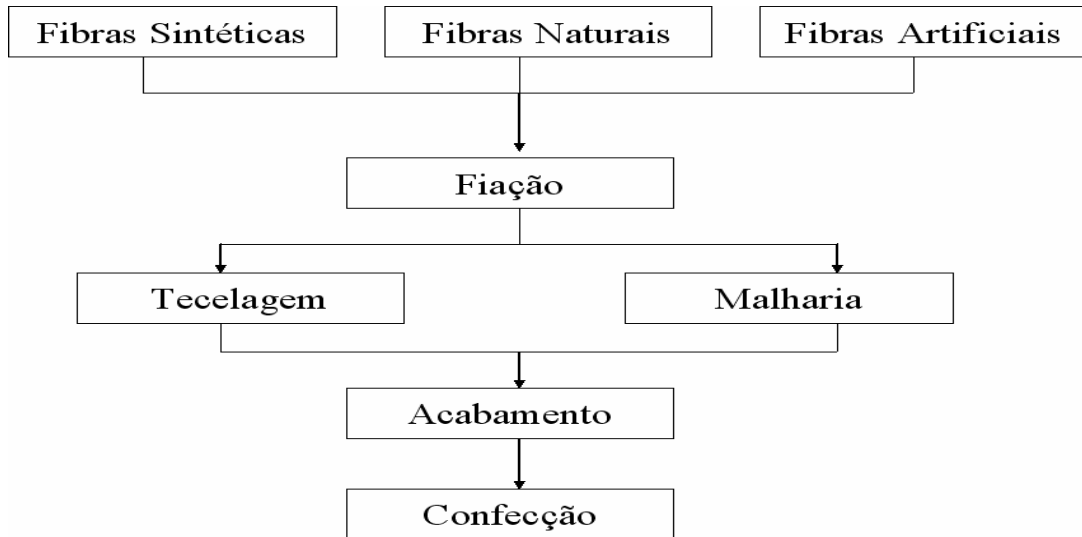 Fibras Sintéticas
Fibras Naturais
Fibras Artificiais
Fiação
Tecelagem
Malharia
Acabamento
Confecção